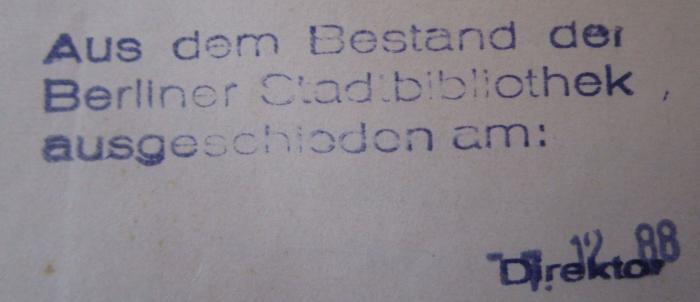 Aus dem Bestand der
Berliner Stadtbibliothek,
ausgeschieden am:
12. 88
Direktor